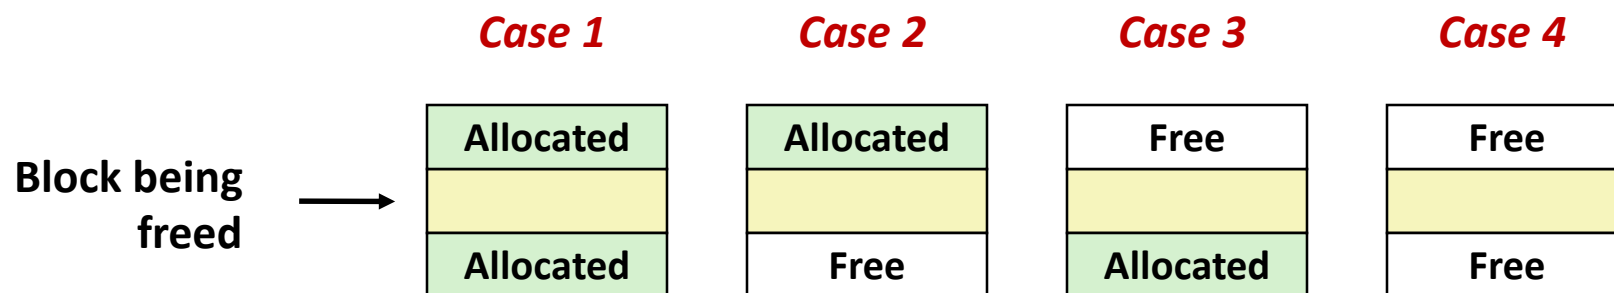 Case 1 Case 2 Case 3 Case 4
Allocated Allocated Free Free
Block being
freed
Allocated Free Allocated Free